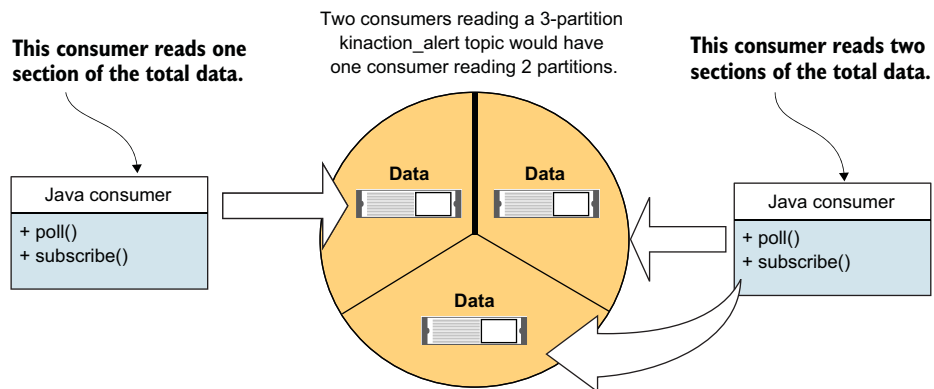 Two consumers reading a 3-partition
kinaction_alert topic would have
one consumer reading 2 partitions.
This consumer reads one
section of the total data.
This consumer reads two
sections of the total data.
Data
Data
Java consumer
+ poll()
+ subscribe()
Java consumer
+ poll()
+ subscribe()
Data